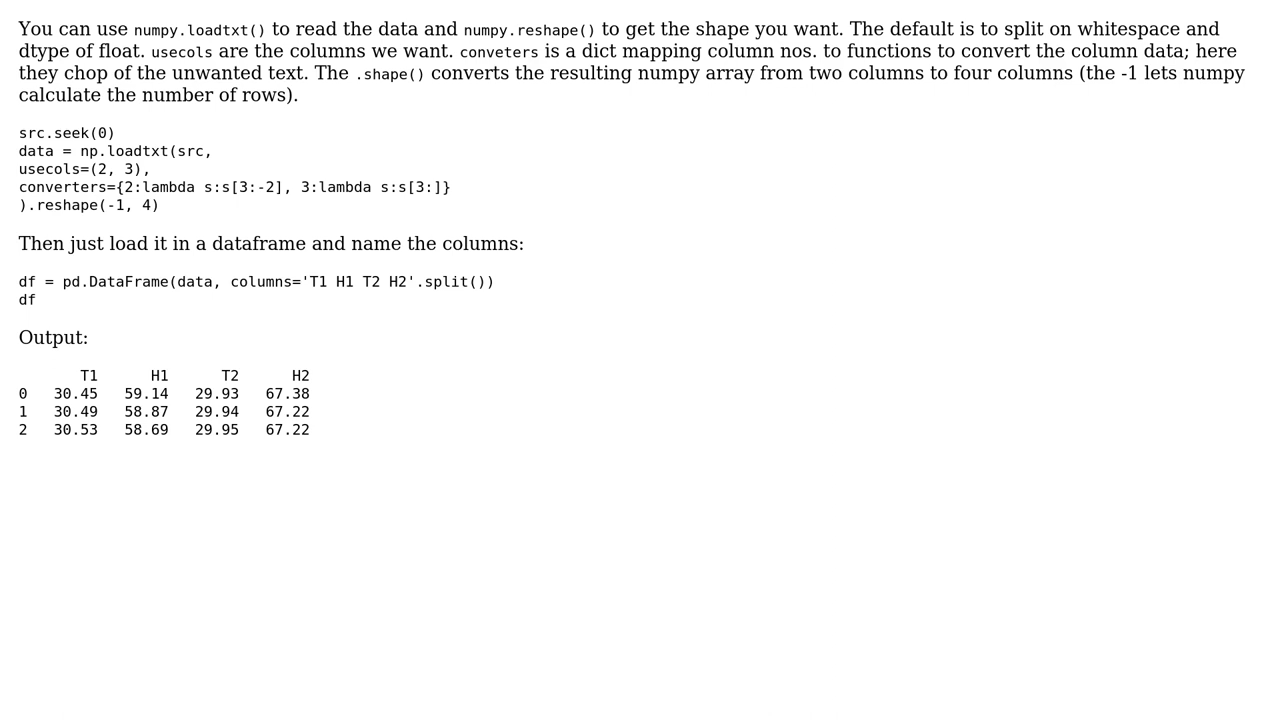 You can use numpy.loadtxt() to read the data and numpy.reshape() to get the shape you want. The default is to split on whitespace and
dtype of float. usecols are the columns we want. conveters is a dict mapping column nos. to functions to convert the column data; here
they chop of the unwanted text. The .shape() converts the resulting numpy array from two columns to four columns (the -1 lets numpy
calculate the number of rows).
src.seek(0)
data = np.loadtxt(src,
usecols=(2, 3),
converters={2:lambda s:s[3:-2], 3:lambda s:s[3:]}
).reshape(-1, 4)
Then just load it in a dataframe and name the columns:
df = pd.DataFrame(data, columns='T1 H1 T2 H2'.split())
df
Output:
       T1      H1      T2      H2
0   30.45   59.14   29.93   67.38
1   30.49   58.87   29.94   67.22
2   30.53   58.69   29.95   67.22